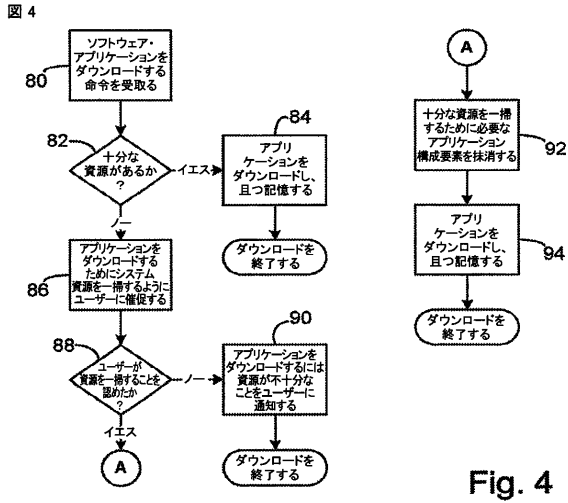 図 4
80
ソフトウェア・
アプリケーションを
ダウンロードする
命令を受取る
82
十分な
資源があるか
?
イエス
84
アプリ
ケーションを
ダウンロードし、
且つ記憶する
ダウンロードを
終了する
ノー
86
アプリケーションを
ダウンロードする
ためにシステム
資源を一掃するように
ユーザーに催促する
88
ユーザーが
資源を一掃することを
認めたか
?
ノー
90
アプリケーションを
ダウンロードするには
資源が不十分な
ことをユーザーに
通知する
ダウンロードを
終了する
イエス
A
A
十分な資源を一掃
するために必要な
アプリケーション
構成要素を抹消する
92
アプリ
ケーションを
ダウンロードし、
且つ記憶する
94
ダウンロードを
終了する
Fig. 4